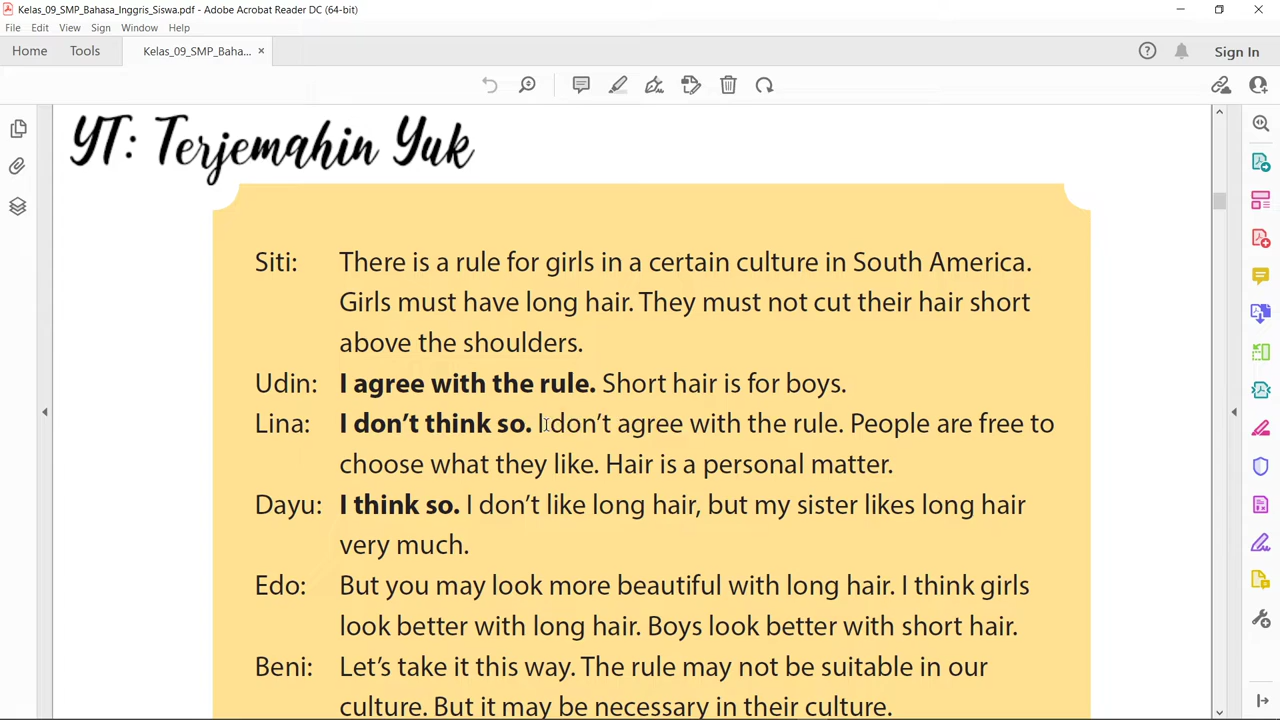 Kelas_09_SMP_Bahasa_Inggris_Siswa.pdf - Adobe Acrobat Reader DC (64-bit)
File Edit View Sign Window Help
Home Tools Kelas_09_SMP_Baha... × Sign In
YT: Terjemahin Yuk
Siti: There is a rule for girls in a certain culture in South America.
Girls must have long hair. They must not cut their hair short
above the shoulders.
Udin: I agree with the rule. Short hair is for boys.
Lina: I don’t think so. I don’t agree with the rule. People are free to
choose what they like. Hair is a personal matter.
Dayu: I think so. I don’t like long hair, but my sister likes long hair
very much.
Edo: But you may look more beautiful with long hair. I think girls
look better with long hair. Boys look better with short hair.
Beni: Let’s take it this way. The rule may not be suitable in our
culture. But it may be necessary in their culture.